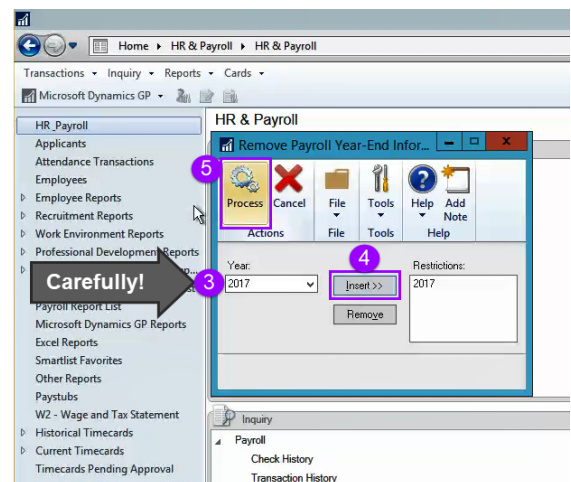 Home ▸ HR & Payroll ▸ HR & Payroll
Transactions Inquiry Reports Cards
Microsoft Dynamics GP
HR_Payroll
Applicants
Attendance Transactions
Employees
Employee Reports
Recruitment Reports
Work Environment Reports
Professional Development Reports
Carefully!
Payroll Report List
Microsoft Dynamics GP Reports
Excel Reports
Smartlist Favorites
Other Reports
Paystubs
W2 - Wage and Tax Statement
Historical Timecards
Current Timecards
Timecards Pending Approval
HR & Payroll
Remove Payroll Year-End Infor...
5
Process Cancel File Tools Help Add Note
Actions File Tools Help
4
Year: Restrictions:
3 2017 Insert >> 2017
Remove
Inquiry
Payroll
Check History
Transaction History